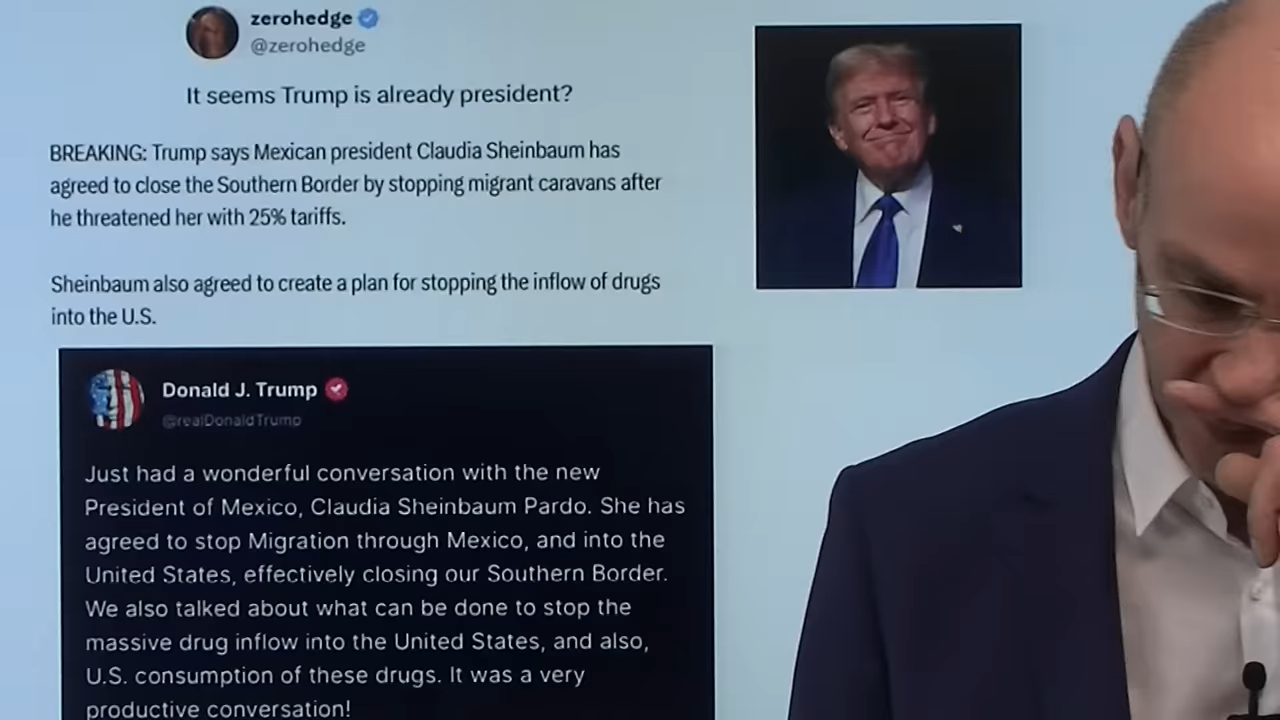 zerohedge
@zerohedge
It seems Trump is already president?
BREAKING: Trump says Mexican president Claudia Sheinbaum has
agreed to close the Southern Border by stopping migrant caravans after
he threatened her with 25% tariffs.
Sheinbaum also agreed to create a plan for stopping the inflow of drugs
into the U.S.
Donald J. Trump
@realDonaldTrump
Just had a wonderful conversation with the new
President of Mexico, Claudia Sheinbaum Pardo. She has
agreed to stop Migration through Mexico, and into the
United States, effectively closing our Southern Border.
We also talked about what can be done to stop the
massive drug inflow into the United States, and also,
U.S. consumption of these drugs. It was a very
productive conversation!